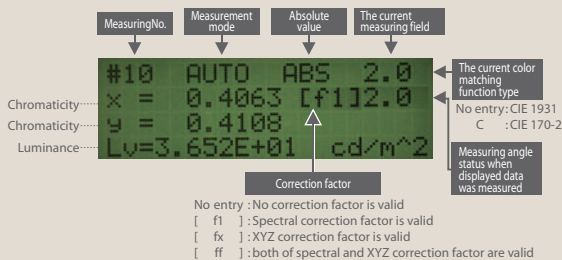 MeasuringNo.
Measurement
mode
Absolute
value
The current
measuring field
#10 AUTO ABS 2.0
x = 0.4063 [f1]2.0
y = 0.4108
Lv=3.652E+01 cd/m^2
Chromaticity
Chromaticity
Luminance
The current color
matching
function type
No entry : CIE 1931
C : CIE 170-2
Measuring angle
status when
displayed data
was measured
Correction factor
No entry : No correction factor is valid
[ f1 ] : Spectral correction factor is valid
[ fx ] : XYZ correction factor is valid
[ ff ] : both of spectral and XYZ correction factor are valid